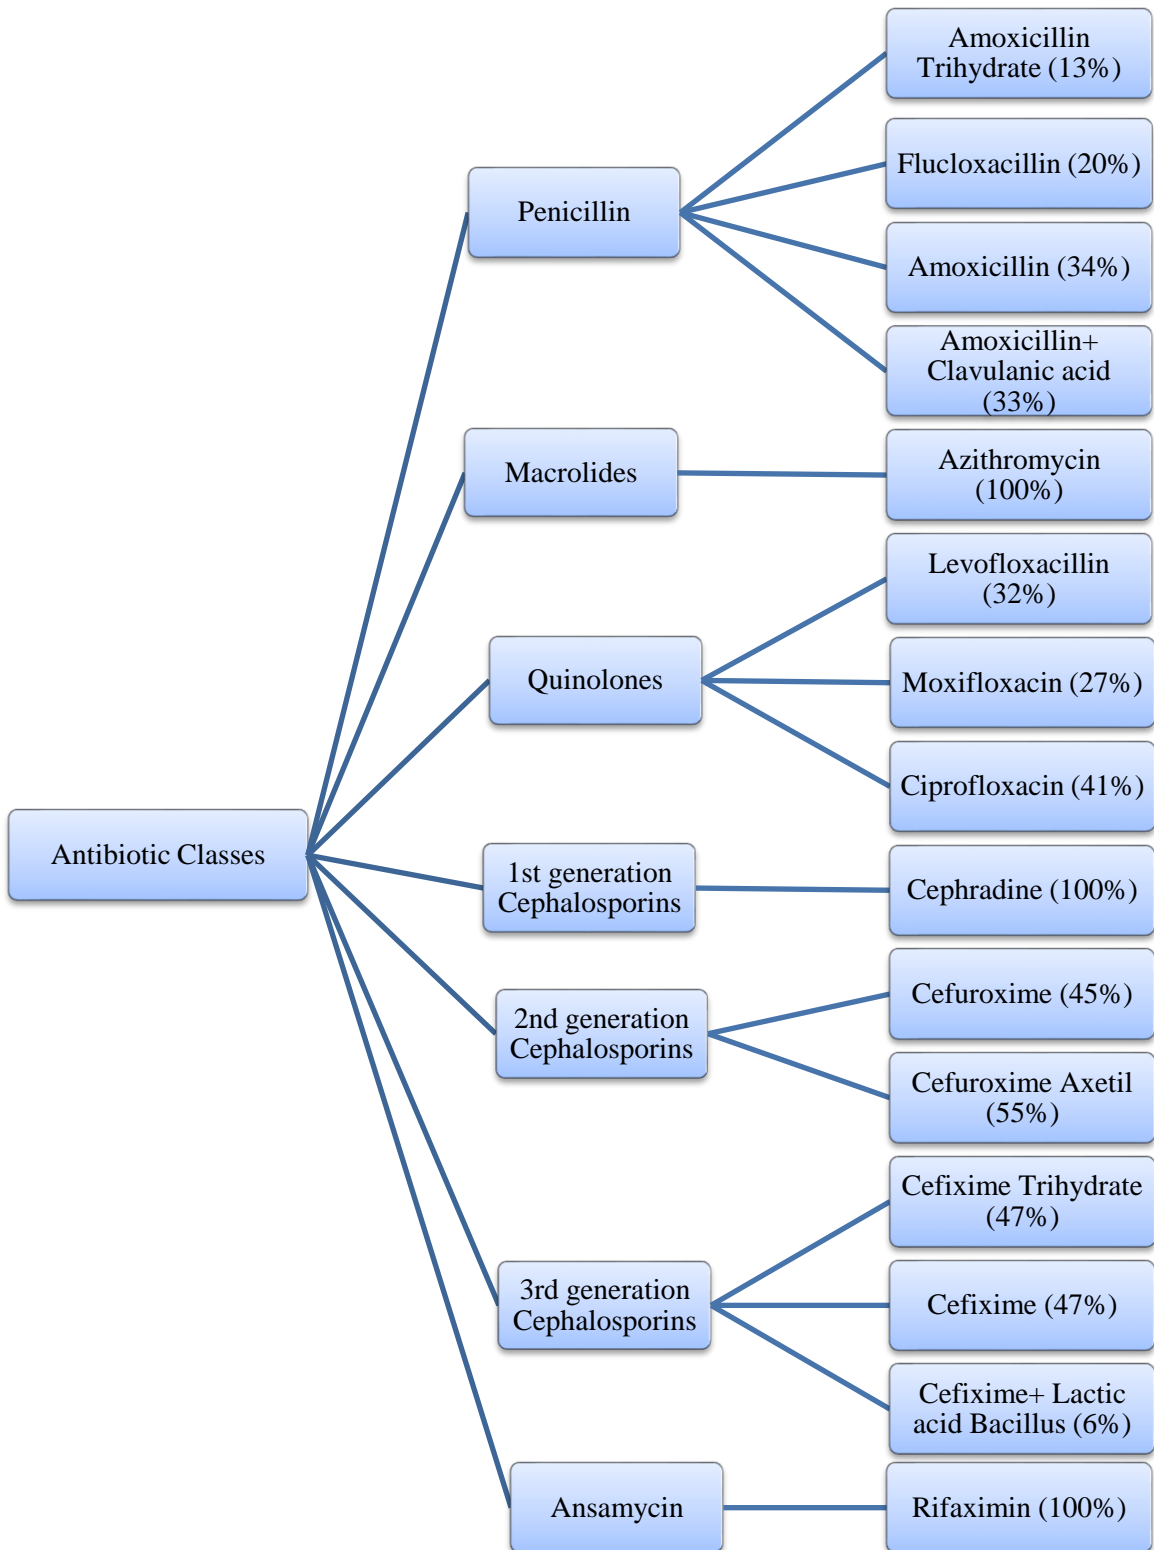 Antibiotic Classes
Penicillin
Amoxicillin
Trihydrate (13%)
Flucloxacillin (20%)
Amoxicillin (34%)
Amoxicillin+
Clavulanic acid
(33%)
Macrolides
Azithromycin
(100%)
Quinolones
Levofloxacillin
(32%)
Moxifloxacin (27%)
Ciprofloxacin (41%)
1st generation
Cephalosporins
Cephradine (100%)
2nd generation
Cephalosporins
Cefuroxime (45%)
Cefuroxime Axetil
(55%)
3rd generation
Cephalosporins
Cefixime Trihydrate
(47%)
Cefixime (47%)
Cefixime+ Lactic
acid Bacillus (6%)
Ansamycin
Rifaximin (100%)